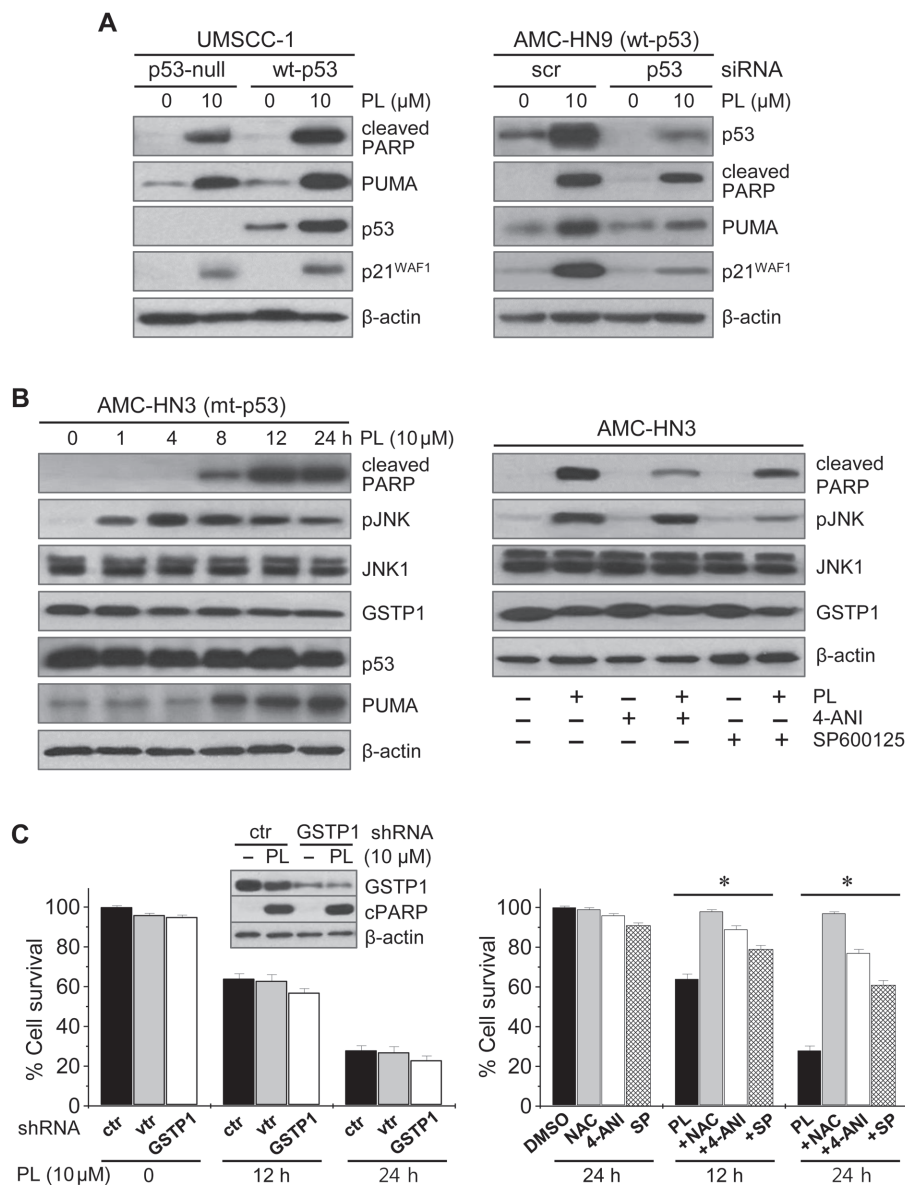 A
UMSCC-1
p53-null wt-p53
0 10 0 10 PL (µM)
cleaved
PARP
PUMA
p53
p21WAF1
β-actin
AMC-HN9 (wt-p53)
scr p53 siRNA
0 10 0 10 PL (µM)
p53
cleaved
PARP
PUMA
p21WAF1
β-actin
B
AMC-HN3 (mt-p53)
0 1 4 8 12 24 h PL (10 µM)
cleaved
PARP
pJNK
JNK1
GSTP1
p53
PUMA
β-actin
AMC-HN3
cleaved
PARP
pJNK
JNK1
GSTP1
β-actin
– + – + – + PL
– – + + – – 4-ANI
– – – – + + SP600125
C
ctr GSTP1 shRNA
– PL – PL (10 µM)
GSTP1
cPARP
β-actin
% Cell survival
100
80
60
40
20
0
shRNA ctr vtr GSTP1 ctr vtr GSTP1 ctr vtr GSTP1
PL (10 µM) 0 12 h 24 h
% Cell survival
100
80
60
40
20
0
* *
DMSO NAC 4-ANI SP PL +NAC +4-ANI +SP PL +NAC +4-ANI +SP
24 h 12 h 24 h